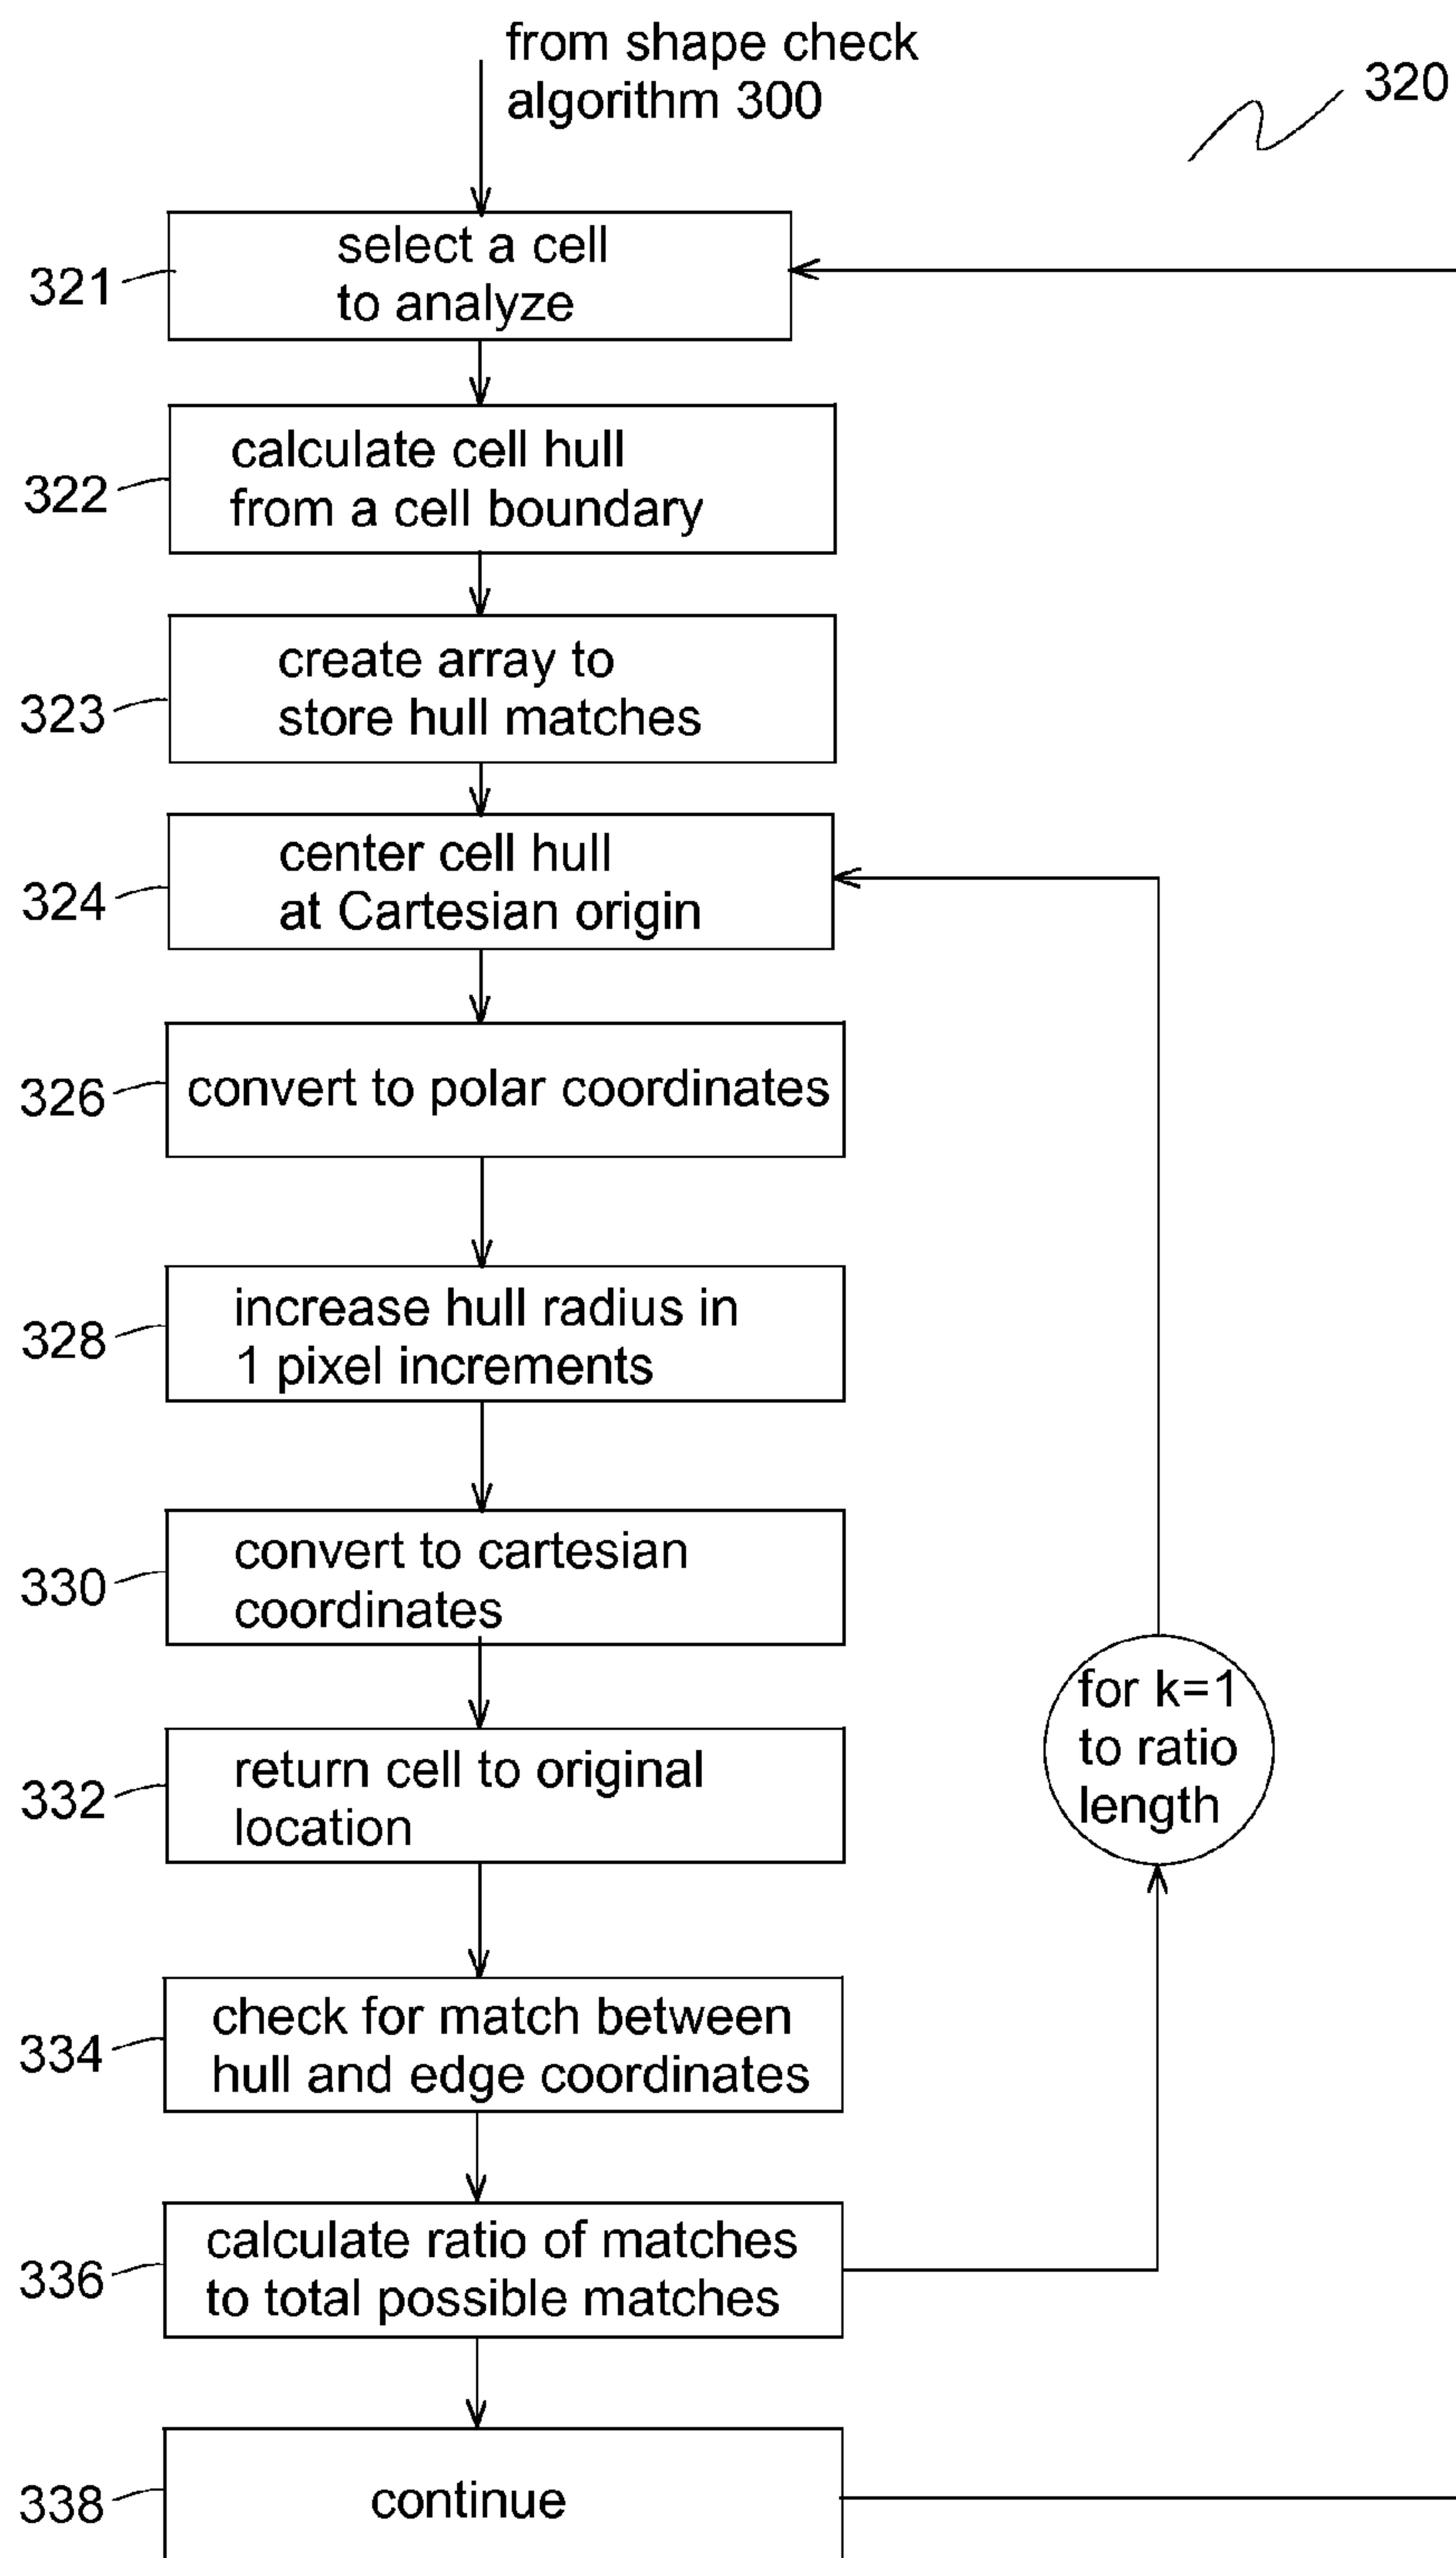 from shape check
algorithm 300
320
321
select a cell
to analyze
322
calculate cell hull
from a cell boundary
323
create array to
store hull matches
324
center cell hull
at Cartesian origin
326
convert to polar coordinates
328
increase hull radius in
1 pixel increments
330
convert to cartesian
coordinates
for k=1
to ratio
length
332
return cell to original
location
334
check for match between
hull and edge coordinates
336
calculate ratio of matches
to total possible matches
338
continue